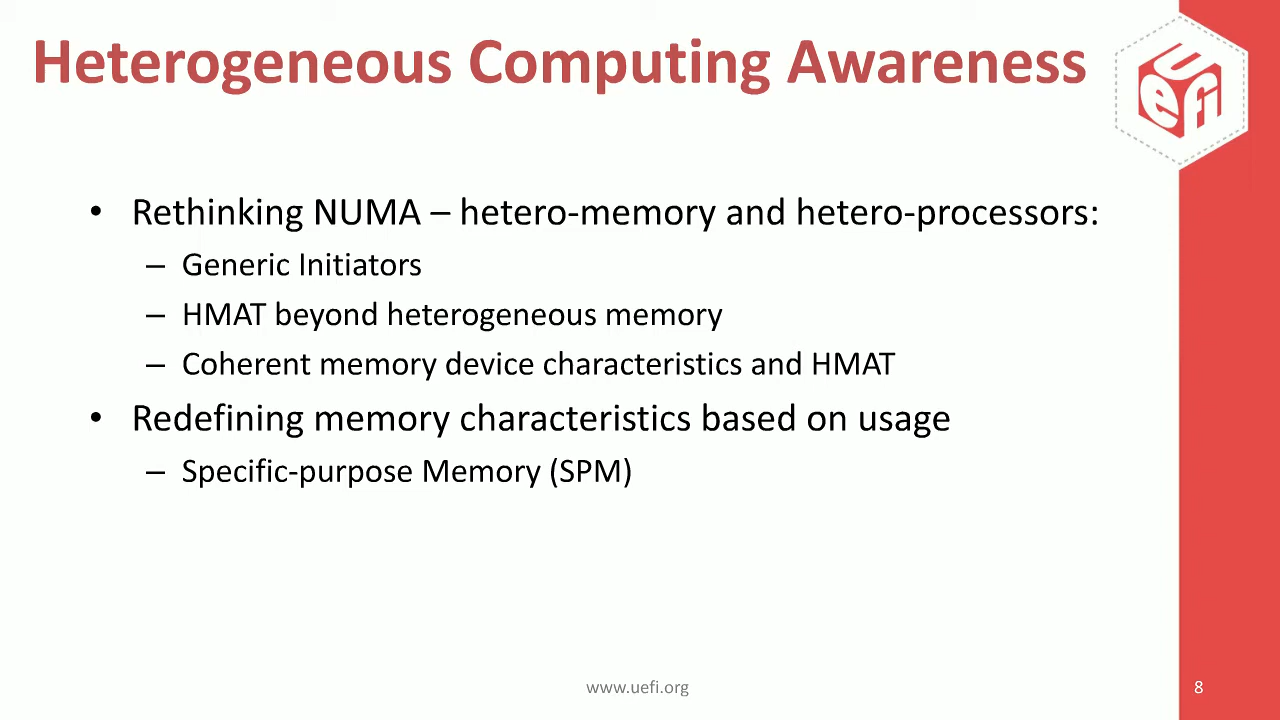 Heterogeneous Computing Awareness
UEFI
• Rethinking NUMA – hetero-memory and hetero-processors:
– Generic Initiators
– HMAT beyond heterogeneous memory
– Coherent memory device characteristics and HMAT
• Redefining memory characteristics based on usage
– Specific-purpose Memory (SPM)
www.uefi.org
8